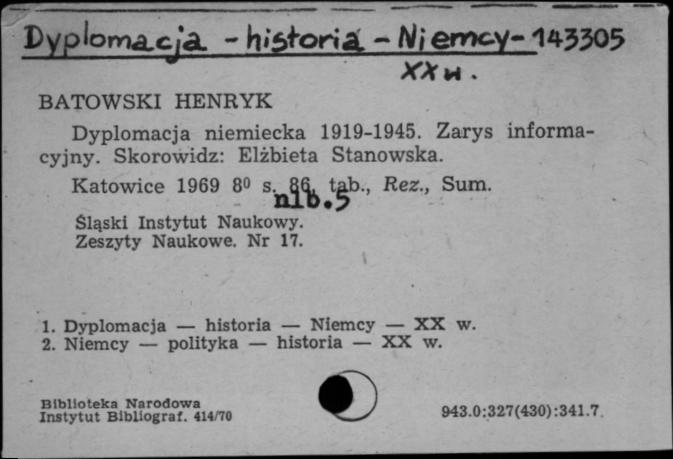 Dyplomacja - historia - Niemcy - 143305
XX w.
BATOWSKI HENRYK
Dyplomacja niemiecka 1919-1945. Zarys informa-
cyjny. Skorowidz: Elżbieta Stanowska.
Katowice 1969 8⁰ s. 86, tab., Rez., Sum.
nlb. 5
Śląski Instytut Naukowy.
Zeszyty Naukowe. Nr 17.
1. Dyplomacja — historia — Niemcy — XX w.
2. Niemcy — polityka — historia — XX w.
Biblioteka Narodowa
Instytut Bibliograf. 414/70
943.0:327(430):341.7.